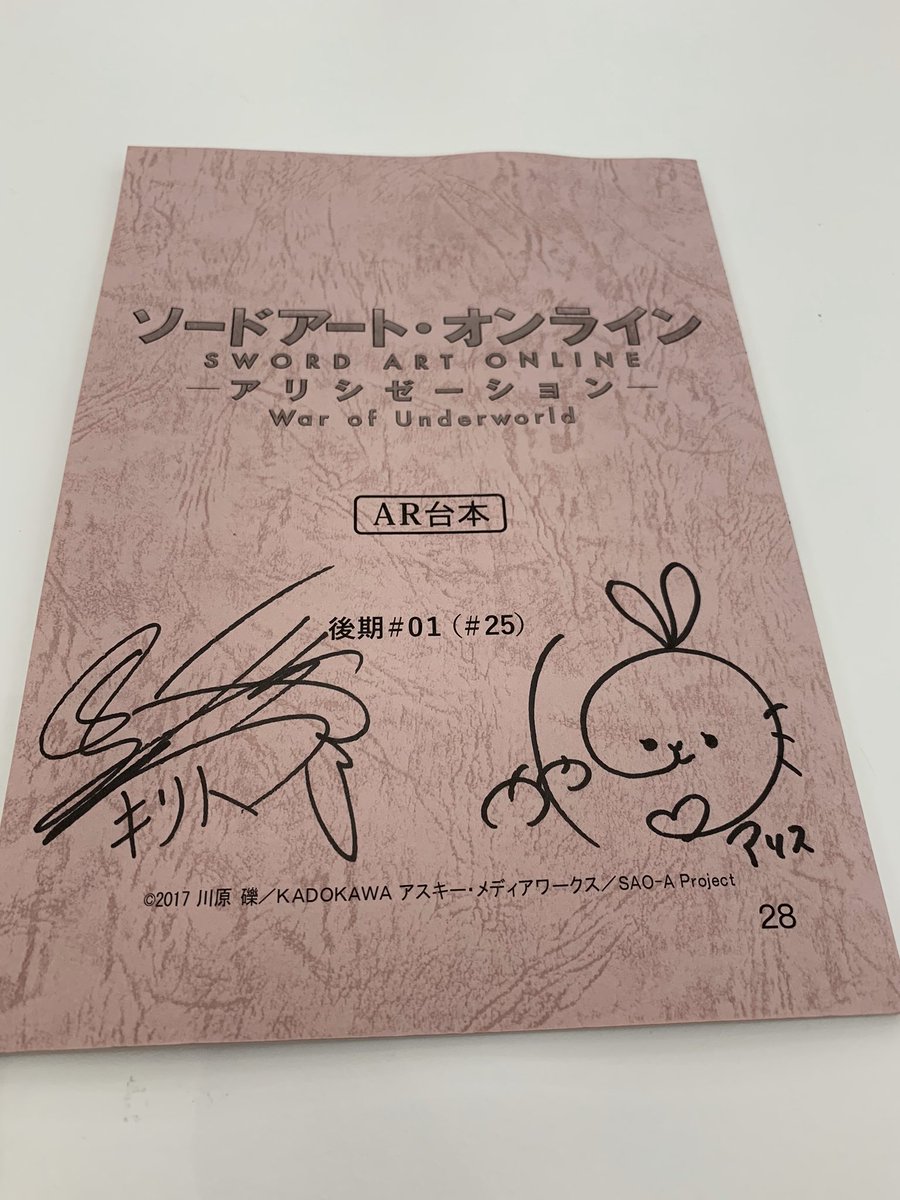 ソードアート・オンライン
SWORD ART ONLINE
―アリシゼーション―
War of Underworld
AR台本
後期#01(#25)
キリト
アリス
©2017 川原 礫／KADOKAWA アスキー・メディアワークス／SAO-A Project
28